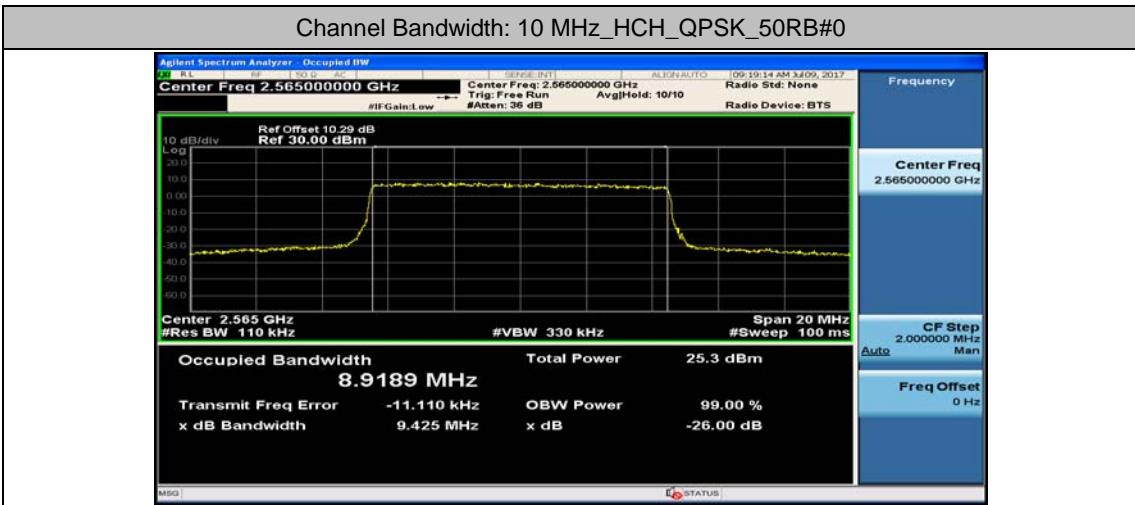 Channel Bandwidth: 10 MHz_HCH_QPSK_50RB#0
Agilent Spectrum Analyzer - Occupied BW
RL RF 50 Ω AC SENSE:INT ALIGN AUTO 09:19:14 AM Jul 09, 2017
Center Freq 2.565000000 GHz Center Freq: 2.565000000 GHz Radio Std: None Frequency
Trig: Free Run Avg|Hold: 10/10
#IFGain:Low #Atten: 36 dB Radio Device: BTS
Ref Offset 10.29 dB
10 dB/div Ref 30.00 dBm
Log
20.0
10.0
0.00
-10.0
-20.0
-30.0
-40.0
-50.0
-60.0
Center Freq
2.565000000 GHz
Center 2.565 GHz Span 20 MHz
#Res BW 110 kHz #VBW 330 kHz #Sweep 100 ms
CF Step
2.000000 MHz
Auto Man
Occupied Bandwidth Total Power 25.3 dBm
8.9189 MHz
Freq Offset
0 Hz
Transmit Freq Error -11.110 kHz OBW Power 99.00 %
x dB Bandwidth 9.425 MHz x dB -26.00 dB
MSG STATUS